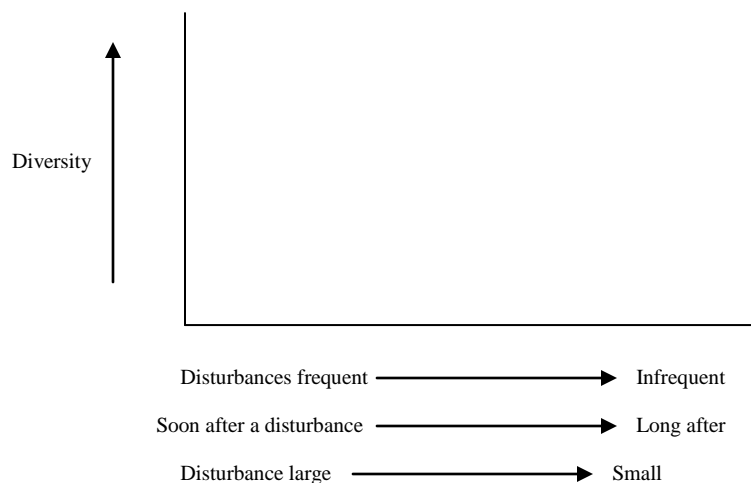 Diversity
Disturbances frequent Infrequent
Soon after a disturbance Long after
Disturbance large Small